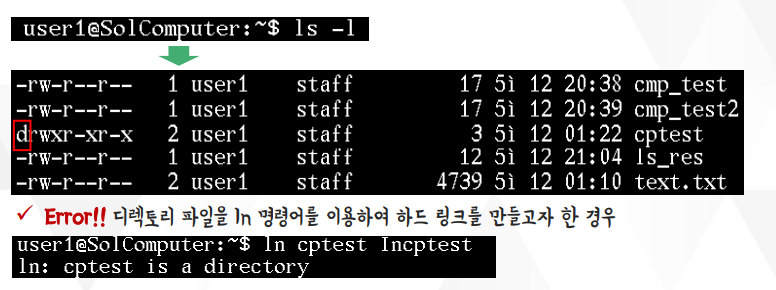 user1@SolComputer:~$ ls -l
-rw-r--r-- 1 user1 staff 17 5ì 12 20:38 cmp_test
-rw-r--r-- 1 user1 staff 17 5ì 12 20:39 cmp_test2
drwxr-xr-x 2 user1 staff 3 5ì 12 01:22 cptest
-rw-r--r-- 1 user1 staff 12 5ì 12 21:04 ls_res
-rw-r--r-- 2 user1 staff 4739 5ì 12 01:10 text.txt
✓ Error!! 디렉토리 파일을 ln 명령어를 이용하여 하드 링크를 만들고자 한 경우
user1@SolComputer:~$ ln cptest Incptest
ln: cptest is a directory